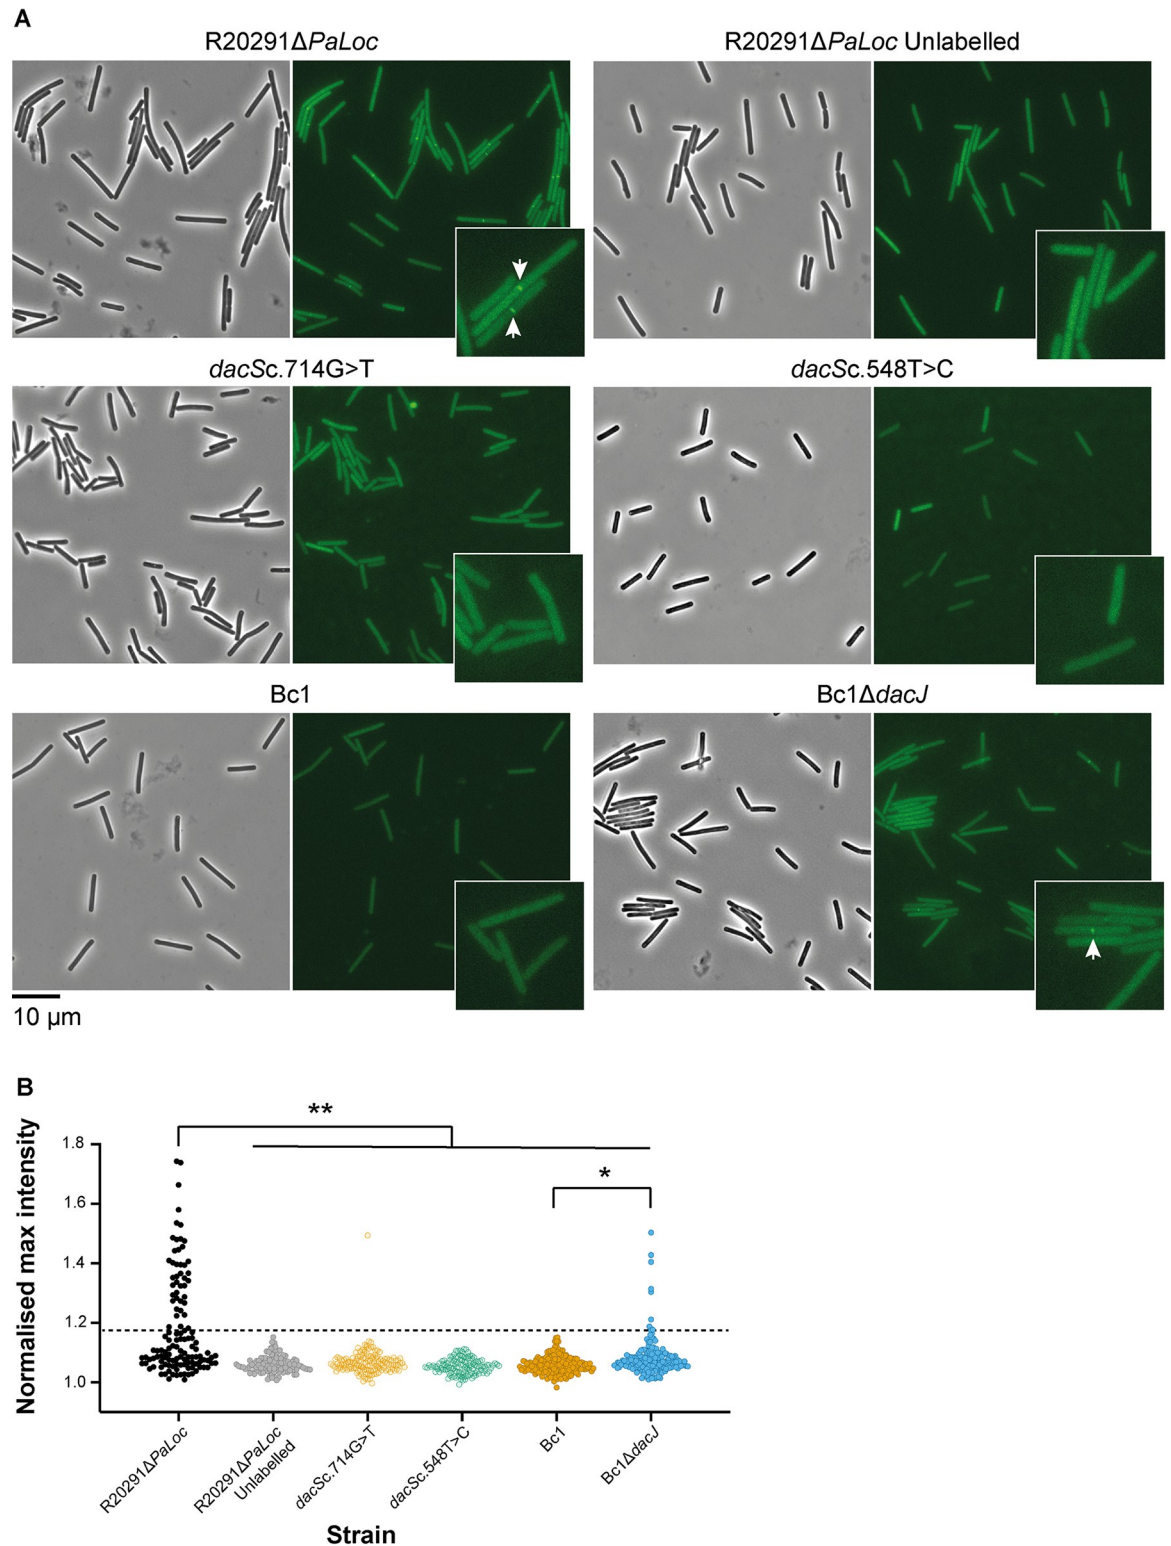 A
R20291ΔPaLoc
R20291ΔPaLoc Unlabelled
dacSc.714G>T
dacSc.548T>C
Bc1
Bc1ΔdacJ
10 µm
B
**
*
Normalised max intensity
1.8
1.6
1.4
1.2
1.0
R20291ΔPaLoc
R20291ΔPaLoc
Unlabelled
dacSc.714G>T
dacSc.548T>C
Bc1
Bc1ΔdacJ
Strain